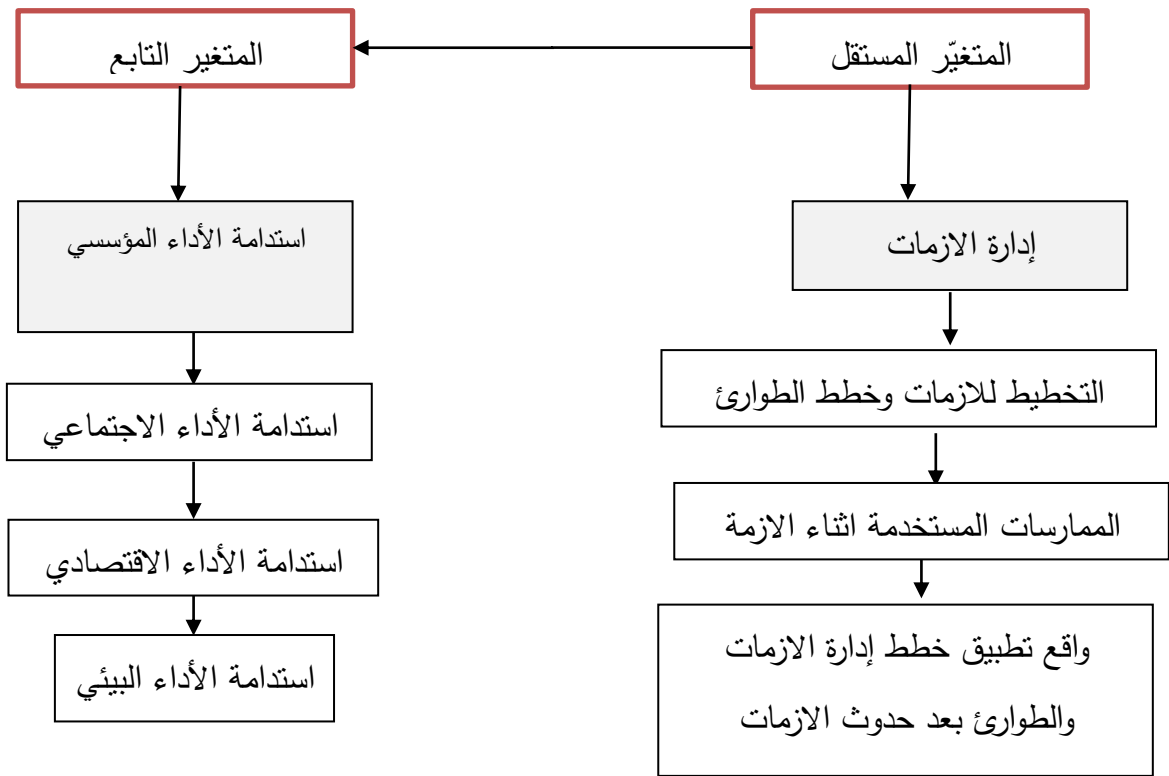 المتغيّر المستقل
المتغير التابع
إدارة الازمات
استدامة الأداء المؤسسي
التخطيط للازمات وخطط الطوارئ
استدامة الأداء الاجتماعي
الممارسات المستخدمة اثناء الازمة
استدامة الأداء الاقتصادي
واقع تطبيق خطط إدارة الازمات
والطوارئ بعد حدوث الازمات
استدامة الأداء البيئي